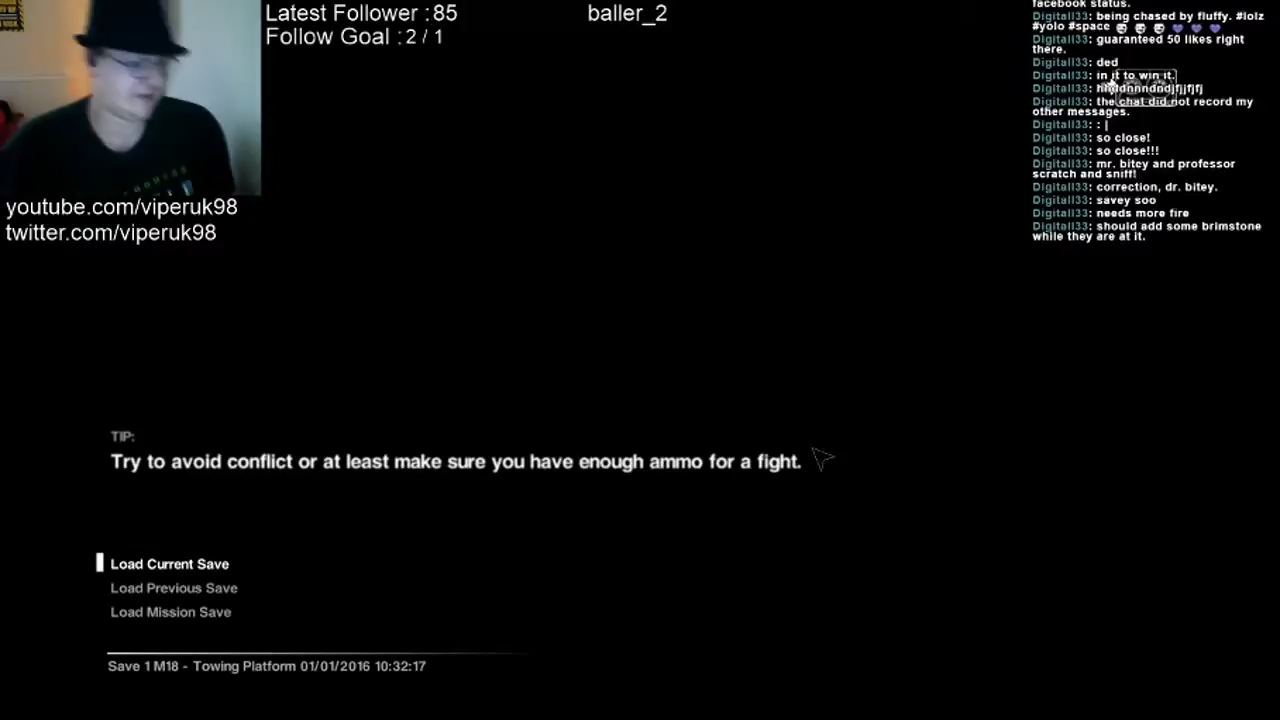 Latest Follower : 85
baller_2
Follow Goal : 2 / 1
youtube.com/viperuk98
twitter.com/viperuk98
facebook status.
Digitall33: being chased by fluffy. #lolz
#yolo #space
Digitall33: guaranteed 50 likes right
there.
Digitall33: ded
Digitall33: in it to win it.
Digitall33:
Digitall33: the chat did not record my
other messages.
Digitall33: : |
Digitall33: so close!
Digitall33: so close!!!
Digitall33: mr. bitey and professor
scratch and sniff!
Digitall33: correction, dr. bitey.
Digitall33: savey soo
Digitall33: needs more fire
Digitall33: should add some brimstone
while they are at it.
TIP:
Try to avoid conflict or at least make sure you have enough ammo for a fight.
Load Current Save
Load Previous Save
Load Mission Save
Save 1 M18 - Towing Platform 01/01/2016 10:32:17